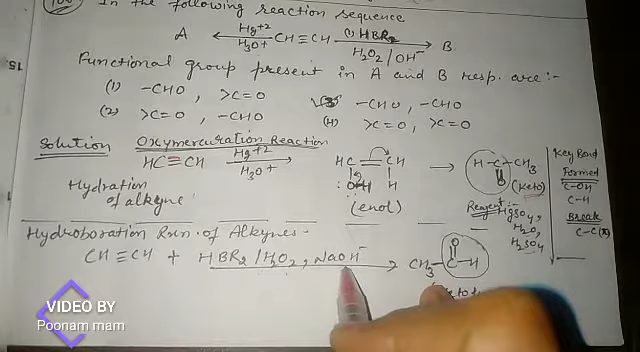 100 In the following reaction sequence
A ← Hg+2 / H3O+ CH≡CH (1) HBR2 / H2O2/OH⁻ → B.
Functional group present in A and B resp. are:-
(1) -CHO, >C=O (3) -CHO, -CHO
(2) >C=O, -CHO (4) >C=O, >C=O
Solution Oxymercuration Reaction
HC≡CH Hg+2 / H3O+ → HC=CH → H-C-CH3
:OH H O
Hydration of alkyne
(enol) (Keto)
Reagent:-
HgSO4,
H2O,
H2SO4
Key Bond
Formed
C-OH
C-H
Break
C-C(π)
Hydroboration Rxn. of Alkynes-
CH≡CH + HBR2/H2O2, NaOH⁻ → CH3-C-H
O
VIDEO BY
Poonam mam